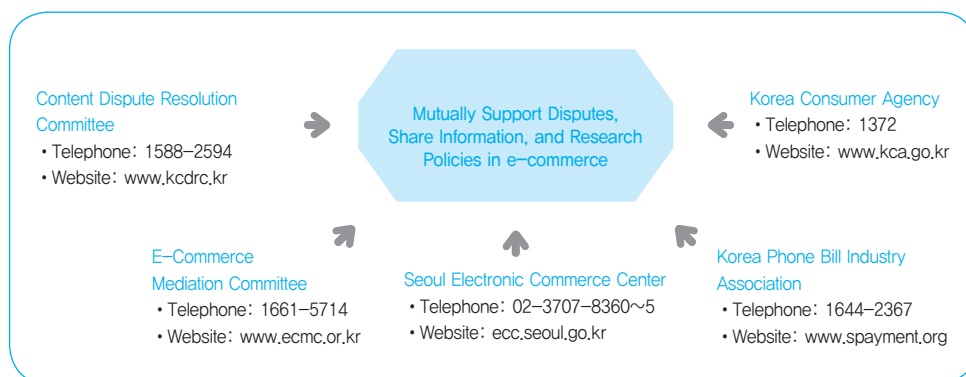 Content Dispute Resolution
Committee
• Telephone: 1588-2594
• Website: www.kcdrc.kr
Mutually Support Disputes,
Share Information, and Research
Policies in e-commerce
Korea Consumer Agency
• Telephone: 1372
• Website: www.kca.go.kr
E-Commerce
Mediation Committee
• Telephone: 1661-5714
• Website: www.ecmc.or.kr
Seoul Electronic Commerce Center
• Telephone: 02-3707-8360~5
• Website: ecc.seoul.go.kr
Korea Phone Bill Industry
Association
• Telephone: 1644-2367
• Website: www.spayment.org